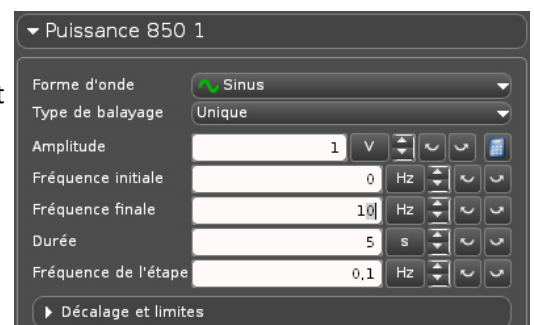 Puissance 850 1
t
Forme d'onde Sinus
Type de balayage Unique
Amplitude 1 V
Fréquence initiale 0 Hz
Fréquence finale 10 Hz
Durée 5 s
Fréquence de l'étape 0,1 Hz
Décalage et limites